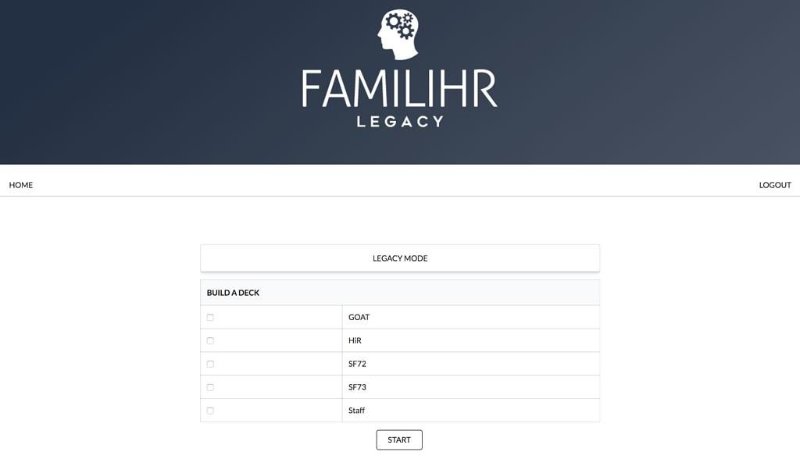 FAMILIHR
LEGACY
HOME
LOGOUT
LEGACY MODE
BUILD A DECK
GOAT
HiR
SF72
SF73
Staff
START